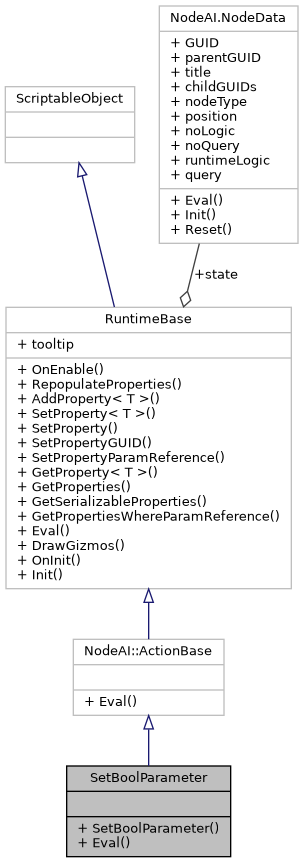 NodeAI.NodeData
+ GUID
+ parentGUID
+ title
+ childGUIDs
+ nodeType
+ position
+ noLogic
+ noQuery
+ runtimeLogic
+ query
+ Eval()
+ Init()
+ Reset()
ScriptableObject
+state
RuntimeBase
+ tooltip
+ OnEnable()
+ RepopulateProperties()
+ AddProperty< T >()
+ SetProperty< T >()
+ SetProperty()
+ SetPropertyGUID()
+ SetPropertyParamReference()
+ GetProperty< T >()
+ GetProperties()
+ GetSerializableProperties()
+ GetPropertiesWhereParamReference()
+ Eval()
+ DrawGizmos()
+ OnInit()
+ Init()
NodeAI::ActionBase
+ Eval()
SetBoolParameter
+ SetBoolParameter()
+ Eval()